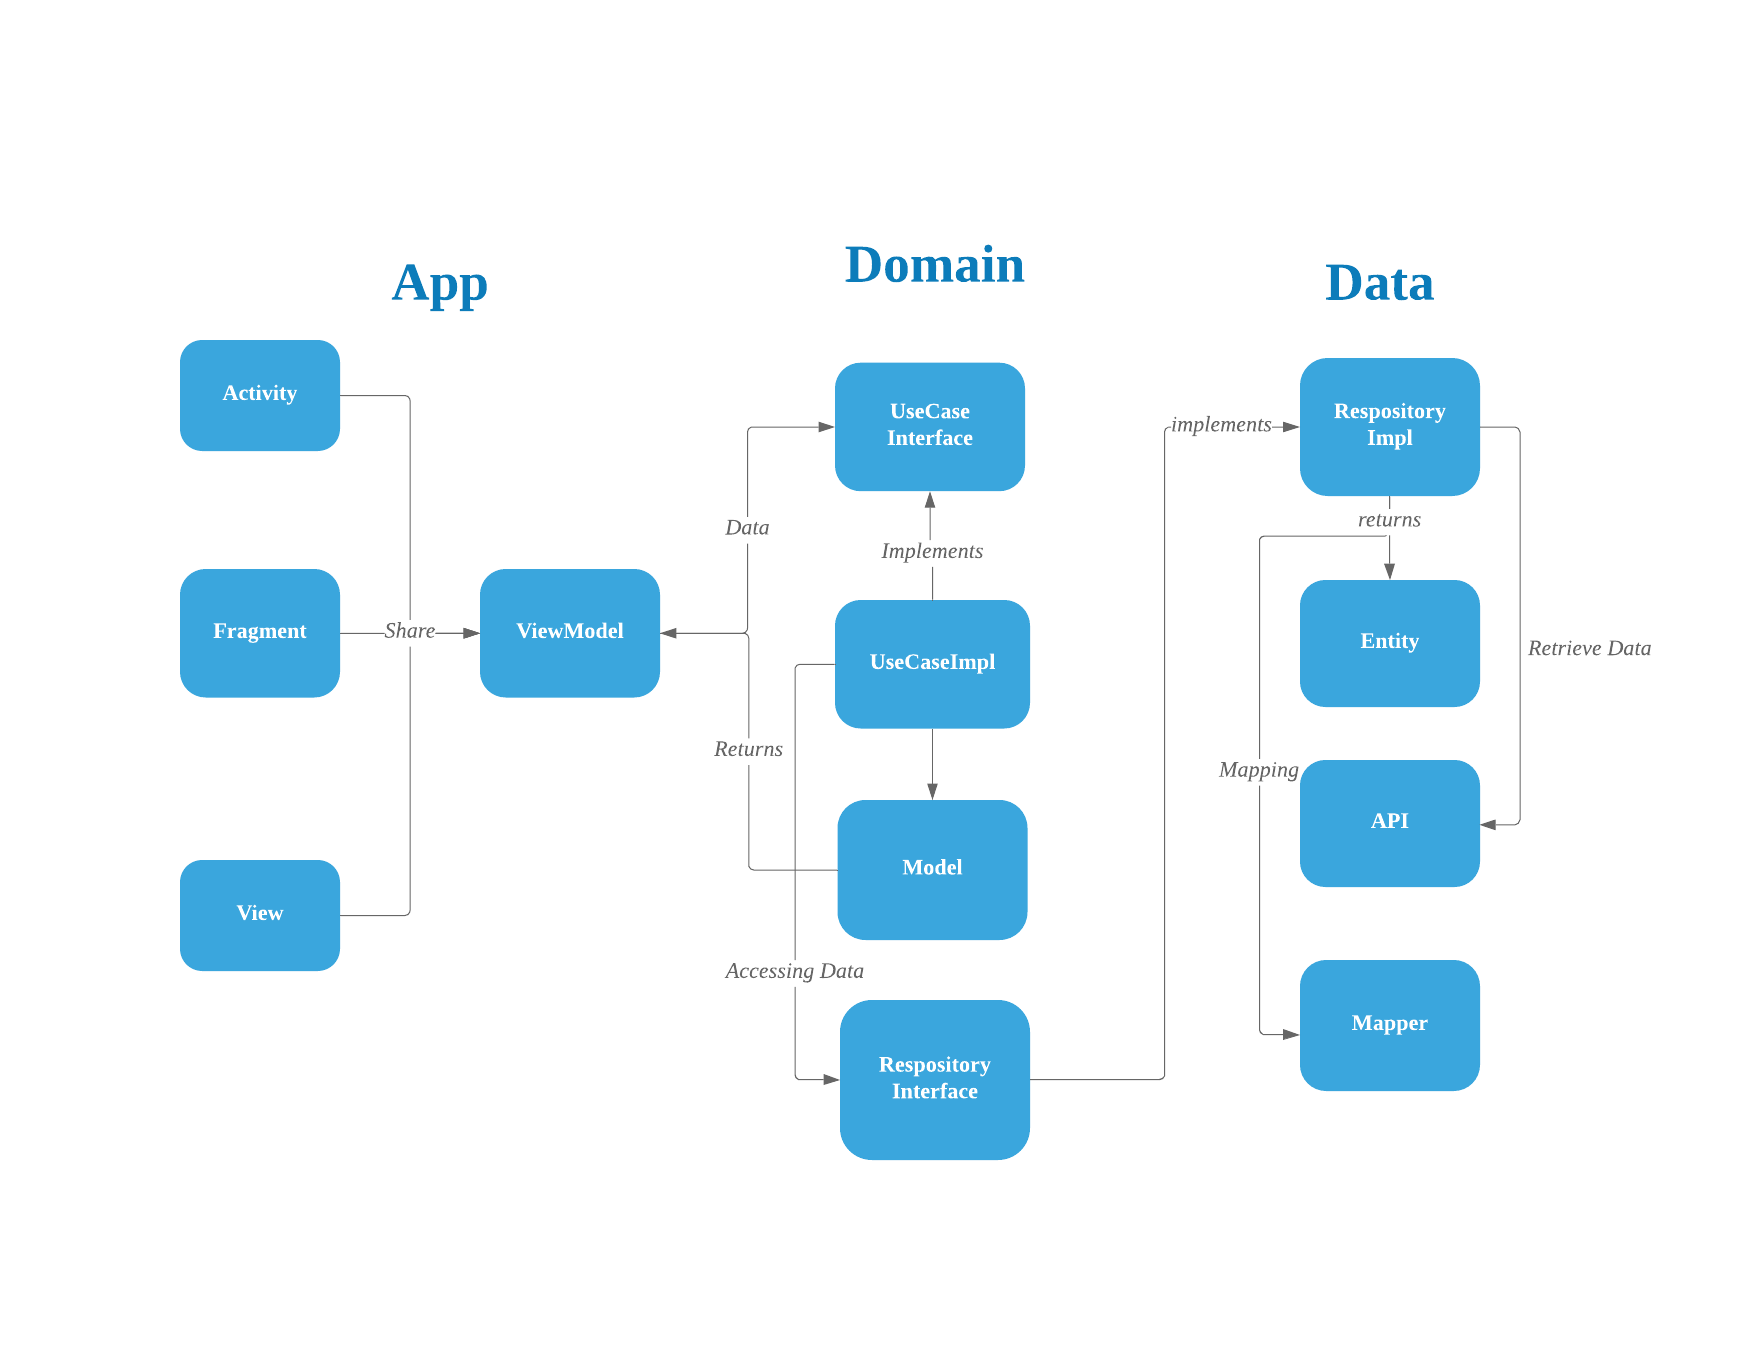 App
Domain
Data
Activity
Fragment
View
Share
ViewModel
Data
Returns
UseCase
Interface
Implements
UseCaseImpl
Model
Accessing Data
Respository
Interface
implements
Respository
Impl
returns
Entity
Retrieve Data
Mapping
API
Mapper